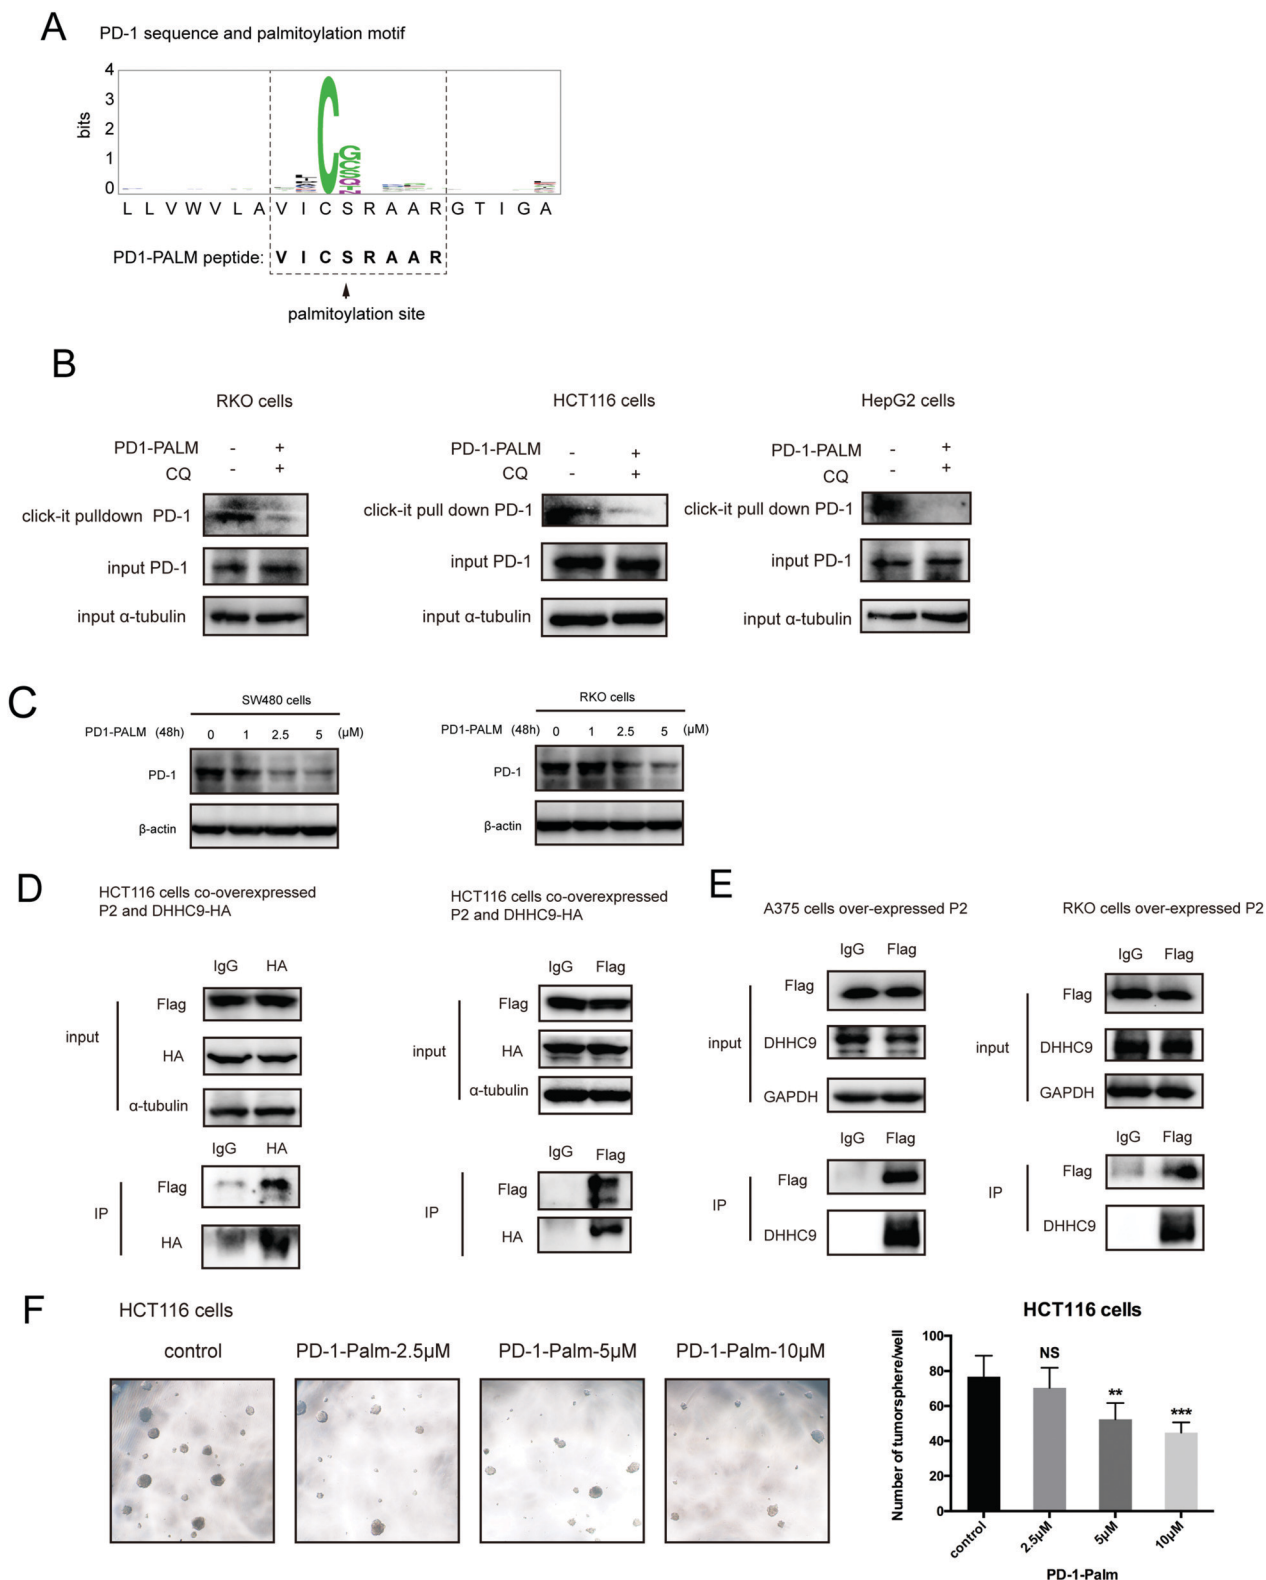 A
PD-1 sequence and palmitoylation motif
4
3
2
1
0
bits
C
G
L L V W V L A V I C S R A A R G T I G A
PD1-PALM peptide: V I C S R A A R
palmitoylation site
B
RKO cells
PD1-PALM - +
CQ - +
click-it pulldown PD-1
input PD-1
input α-tubulin
HCT116 cells
PD-1-PALM - +
CQ - +
click-it pull down PD-1
input PD-1
input α-tubulin
HepG2 cells
PD-1-PALM - +
CQ - +
click-it pull down PD-1
input PD-1
input α-tubulin
C
SW480 cells
PD1-PALM (48h) 0 1 2.5 5 (μM)
PD-1
β-actin
RKO cells
PD1-PALM (48h) 0 1 2.5 5 (μM)
PD-1
β-actin
D
HCT116 cells co-overexpressed
P2 and DHHC9-HA
IgG HA
input
Flag
HA
α-tubulin
IgG HA
IP
Flag
HA
HCT116 cells co-overexpressed
P2 and DHHC9-HA
IgG Flag
input
Flag
HA
α-tubulin
IgG Flag
IP
Flag
HA
E
A375 cells over-expressed P2
IgG Flag
input
Flag
DHHC9
GAPDH
IgG Flag
IP
Flag
DHHC9
RKO cells over-expressed P2
IgG Flag
input
Flag
DHHC9
GAPDH
IgG Flag
IP
Flag
DHHC9
F
HCT116 cells
control PD-1-Palm-2.5μM PD-1-Palm-5μM PD-1-Palm-10μM
HCT116 cells
Number of tumorsphere/well
100
80
60
40
20
0
NS
**
***
control 2.5μM 5μM 10μM
PD-1-Palm